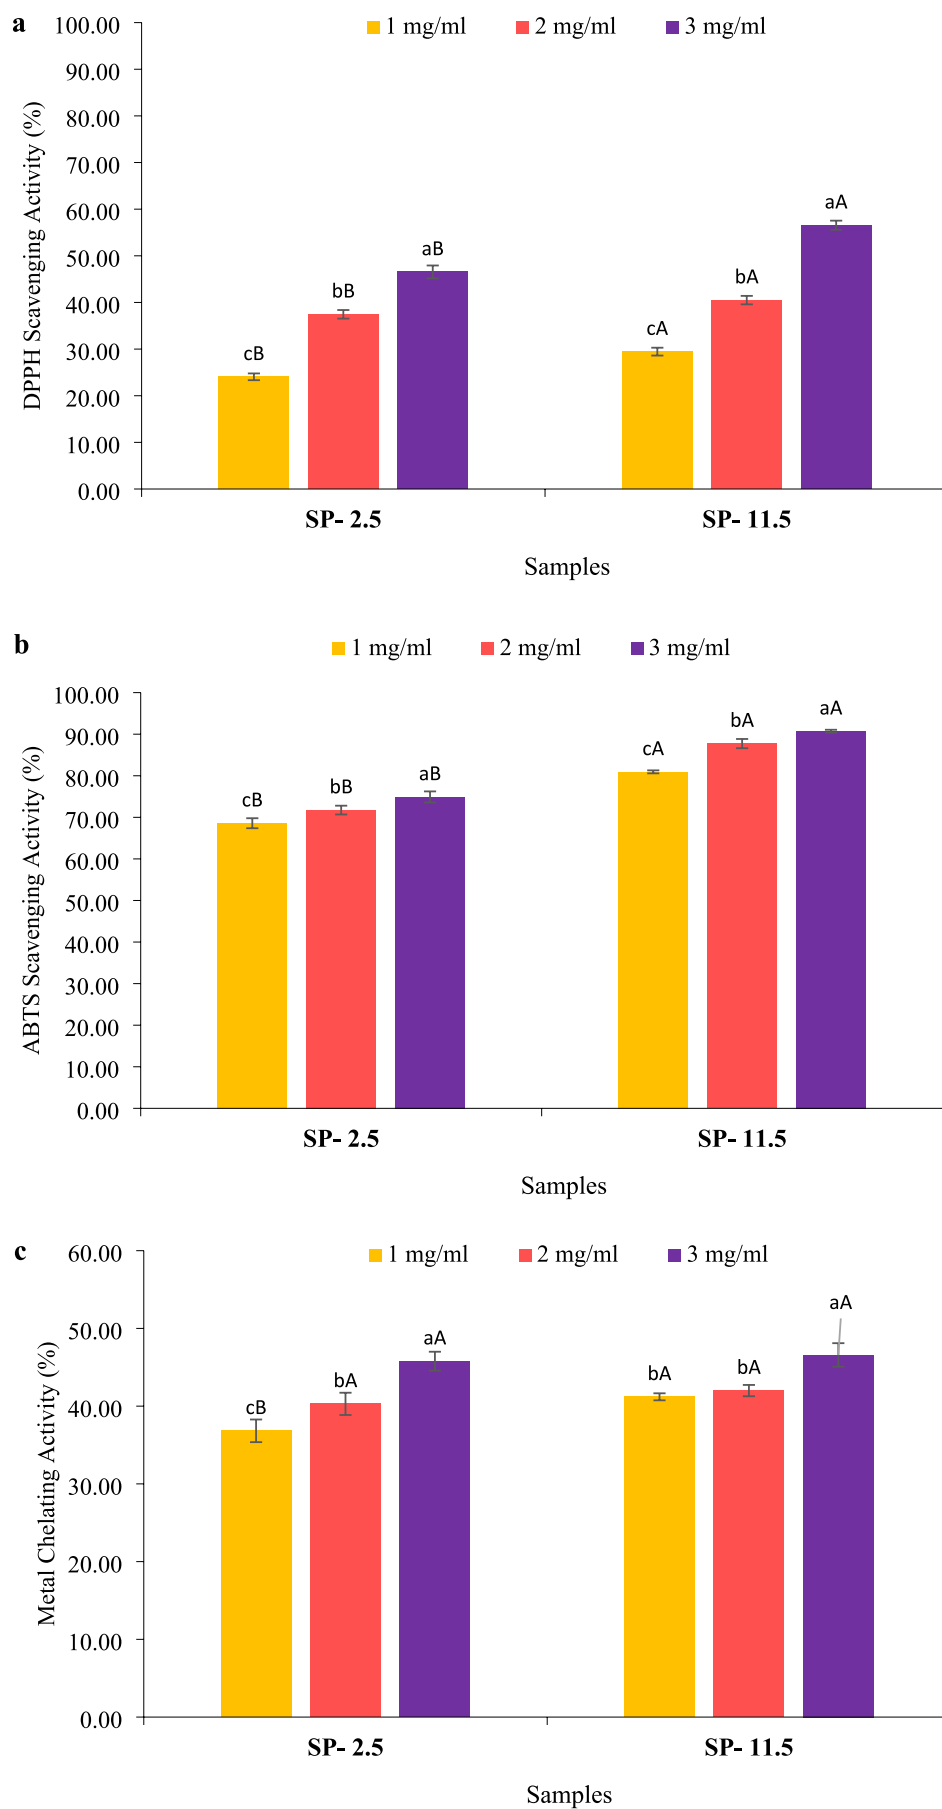 a
1 mg/ml 2 mg/ml 3 mg/ml
DPPH Scavenging Activity (%)
100.00
90.00
80.00
70.00
60.00
50.00
40.00
30.00
20.00
10.00
0.00
cB bB aB cA bA aA
SP- 2.5 SP- 11.5
Samples
b
1 mg/ml 2 mg/ml 3 mg/ml
ABTS Scavenging Activity (%)
100.00
90.00
80.00
70.00
60.00
50.00
40.00
30.00
20.00
10.00
0.00
cB bB aB cA bA aA
SP- 2.5 SP- 11.5
Samples
c
1 mg/ml 2 mg/ml 3 mg/ml
Metal Chelating Activity (%)
60.00
50.00
40.00
30.00
20.00
10.00
0.00
cB bA aA bA bA aA
SP- 2.5 SP- 11.5
Samples